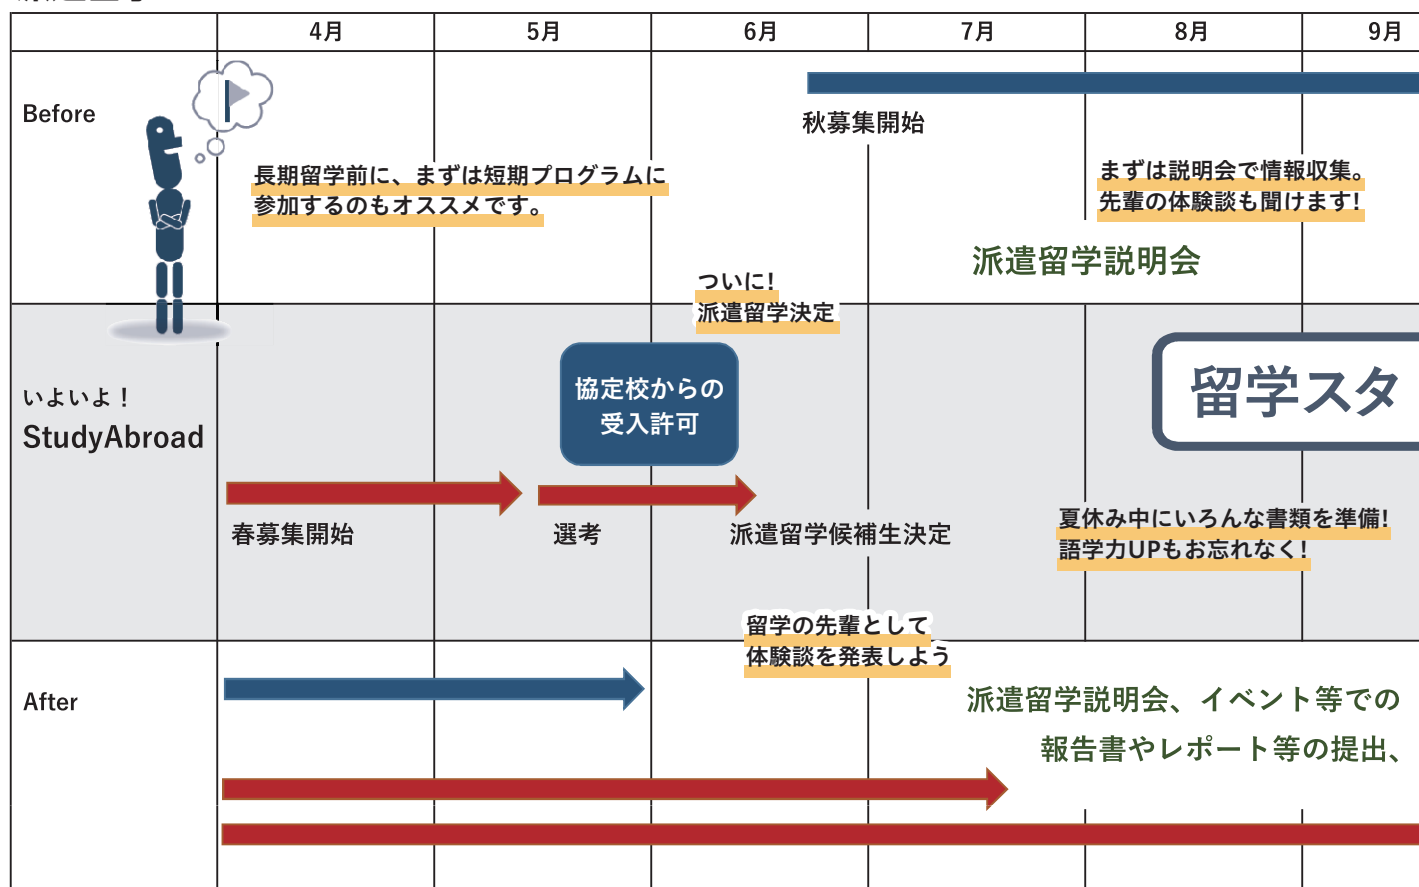 4月
5月
6月
7月
8月
9月
Before
秋募集開始
長期留学前に、まずは短期プログラムに
参加するのもオススメです。
まずは説明会で情報収集。
先輩の体験談も聞けます!
派遣留学説明会
ついに!
派遣留学決定
いよいよ！
StudyAbroad
協定校からの
受入許可
留学スタ
春募集開始
選考
派遣留学候補生決定
夏休み中にいろんな書類を準備!
語学力UPもお忘れなく!
留学の先輩として
体験談を発表しよう
After
派遣留学説明会、イベント等での
報告書やレポート等の提出、